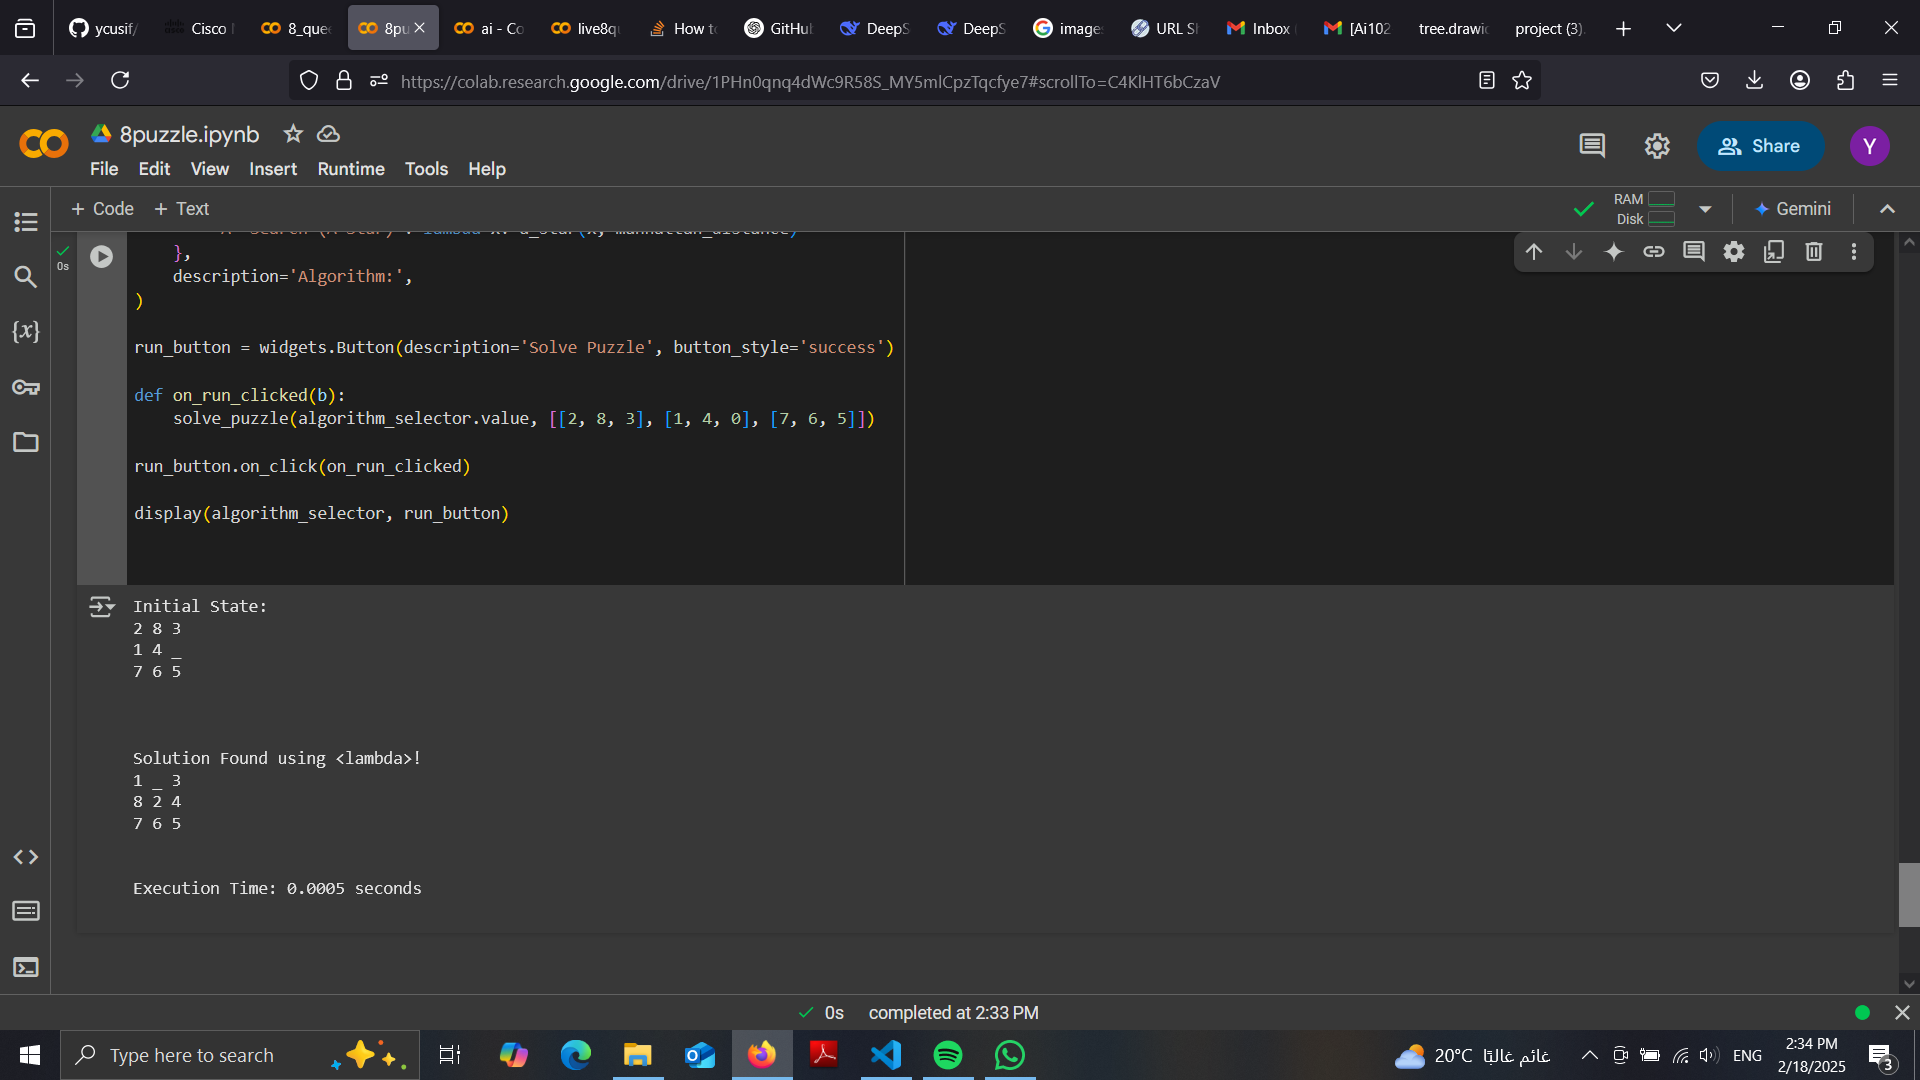 ycusif/
Cisco
8_que
8pu
ai - Co
live8q
How to
GitHu
DeepS
DeepS
image
URL S
Inbox
[Ai102
tree.drawio
project (3).
https://colab.research.google.com/drive/1PHn0qnq4dWc9R58S_MY5mlCpzTqcfye7#scrollTo=C4KlHT6bCzaV
8puzzle.ipynb
File Edit View Insert Runtime Tools Help
Share
Y
+ Code + Text
RAM
Disk
Gemini
0s
},
description='Algorithm:',
)
run_button = widgets.Button(description='Solve Puzzle', button_style='success')
def on_run_clicked(b):
solve_puzzle(algorithm_selector.value, [[2, 8, 3], [1, 4, 0], [7, 6, 5]])
run_button.on_click(on_run_clicked)
display(algorithm_selector, run_button)
Initial State:
2 8 3
1 4 _
7 6 5
Solution Found using <lambda>!
1 _ 3
8 2 4
7 6 5
Execution Time: 0.0005 seconds
0s completed at 2:33 PM
Type here to search
20°C غائم غالبًا
ENG
2:34 PM
2/18/2025
3